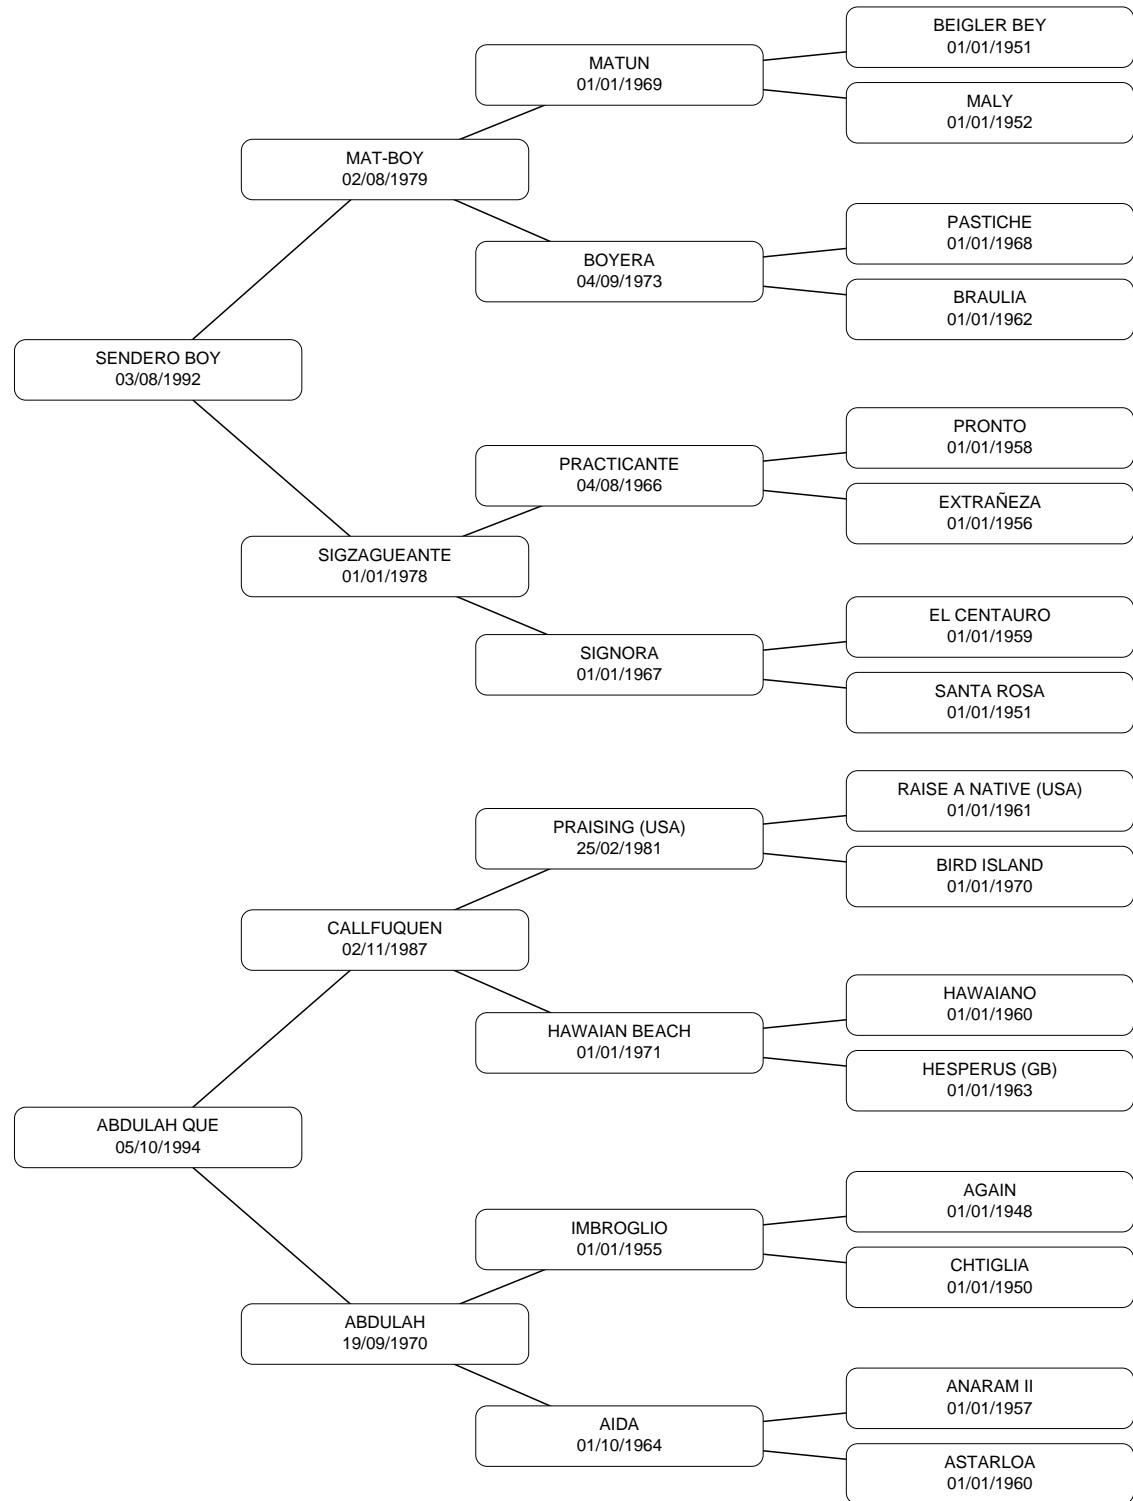 BEIGLER BEY
01/01/1951
MATUN
01/01/1969
MALY
01/01/1952
MAT-BOY
02/08/1979
PASTICHE
01/01/1968
BOYERA
04/09/1973
BRAULIA
01/01/1962
SENDERO BOY
03/08/1992
PRONTO
01/01/1958
PRACTICANTE
04/08/1966
EXTRAÑEZA
01/01/1956
SIGZAGUEANTE
01/01/1978
EL CENTAURO
01/01/1959
SIGNORA
01/01/1967
SANTA ROSA
01/01/1951
RAISE A NATIVE (USA)
01/01/1961
PRAISING (USA)
25/02/1981
BIRD ISLAND
01/01/1970
CALLFUQUEN
02/11/1987
HAWAIANO
01/01/1960
HAWAIAN BEACH
01/01/1971
HESPERUS (GB)
01/01/1963
ABDULAH QUE
05/10/1994
AGAIN
01/01/1948
IMBROGLIO
01/01/1955
CHTIGLIA
01/01/1950
ABDULAH
19/09/1970
ANARAM II
01/01/1957
AIDA
01/10/1964
ASTARLOA
01/01/1960